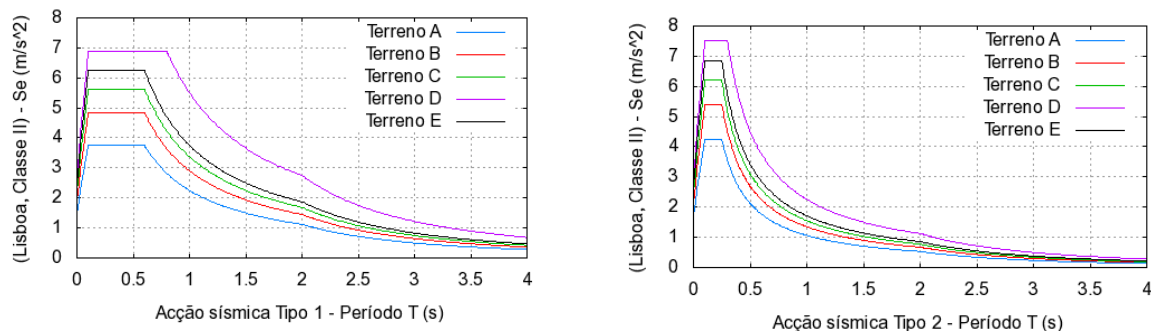 (Lisboa, Classe II) - Se (m/s^2)
8
7
6
5
4
3
2
1
0
Terreno A
Terreno B
Terreno C
Terreno D
Terreno E
0 0.5 1 1.5 2 2.5 3 3.5 4
Acção sísmica Tipo 1 - Período T (s)
(Lisboa, Classe II) - Se (m/s^2)
8
7
6
5
4
3
2
1
0
Terreno A
Terreno B
Terreno C
Terreno D
Terreno E
0 0.5 1 1.5 2 2.5 3 3.5 4
Acção sísmica Tipo 2 - Período T (s)